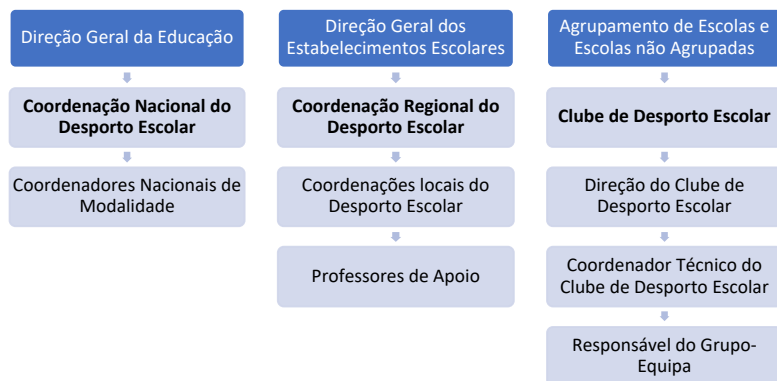 Direção Geral da Educação
Coordenação Nacional do
Desporto Escolar
Coordenadores Nacionais de
Modalidade
Direção Geral dos
Estabelecimentos Escolares
Coordenação Regional do
Desporto Escolar
Coordenações locais do
Desporto Escolar
Professores de Apoio
Agrupamento de Escolas e
Escolas não Agrupadas
Clube de Desporto Escolar
Direção do Clube de
Desporto Escolar
Coordenador Técnico do
Clube de Desporto Escolar
Responsável do Grupo-
Equipa